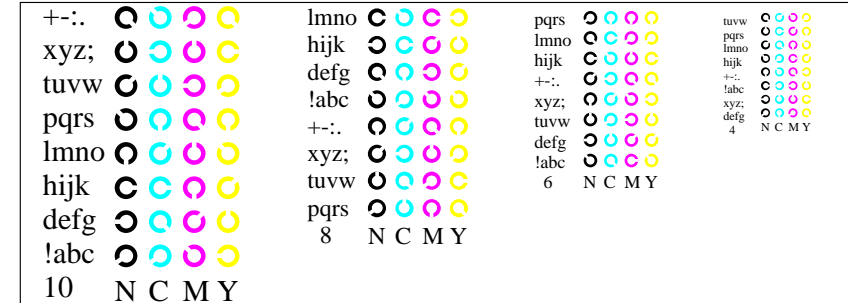 +-:.
xyz;
tuvw
pqrs
lmno
hijk
defg
!abc
10 N C M Y
lmno
hijk
defg
!abc
+-:.
xyz;
tuvw
pqrs
8 N C M Y
pqrs
lmno
hijk
+-:.
xyz;
tuvw
defg
!abc
6 N C M Y
tuvw
pqrs
lmno
hijk
+-:.
!abc
xyz;
defg
4 N C M Y